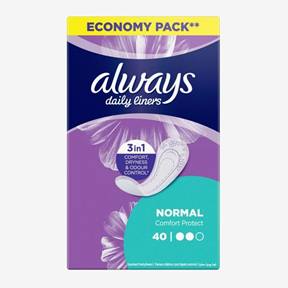 ECONOMY PACK**
always
daily liners
3in1
COMFORT,
DRYNESS
& ODOUR
CONTROL†
NORMAL
Comfort Protect
40